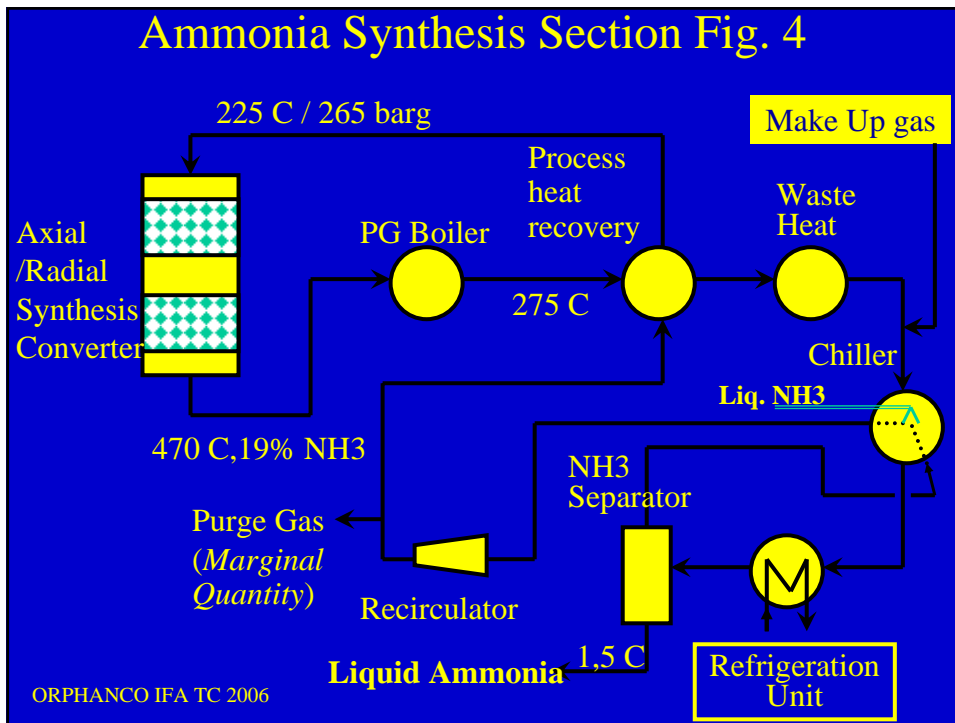 Ammonia Synthesis Section Fig. 4
225 C / 265 barg
Make Up gas
Process
heat
recovery
Waste
Heat
PG Boiler
Axial
/Radial
Synthesis
Converter
275 C
Chiller
Liq. NH3
470 C,19% NH3
NH3
Separator
Purge Gas
(Marginal
Quantity)
Recirculator
1,5 C
Liquid Ammonia
Refrigeration
Unit
ORPHANCO IFA TC 2006